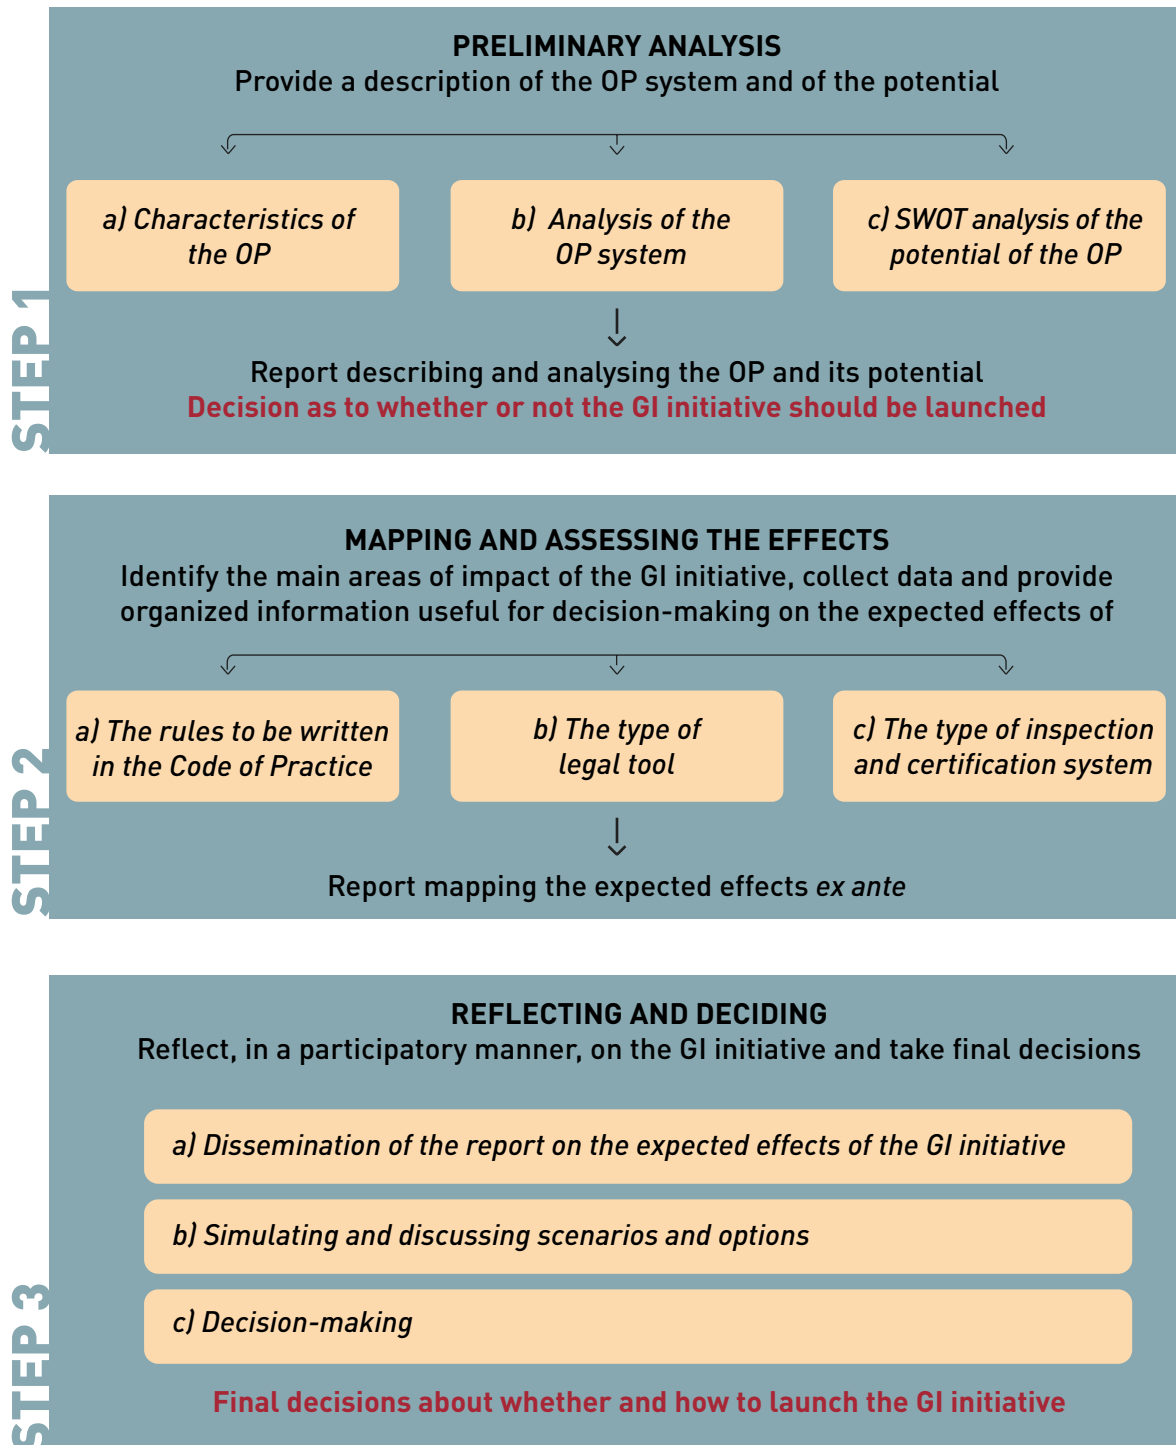 STEP 1
PRELIMINARY ANALYSIS
Provide a description of the OP system and of the potential
a) Characteristics of
the OP
b) Analysis of the
OP system
c) SWOT analysis of the
potential of the OP
Report describing and analysing the OP and its potential
Decision as to whether or not the GI initiative should be launched
STEP 2
MAPPING AND ASSESSING THE EFFECTS
Identify the main areas of impact of the GI initiative, collect data and provide
organized information useful for decision-making on the expected effects of
a) The rules to be written
in the Code of Practice
b) The type of
legal tool
c) The type of inspection
and certification system
Report mapping the expected effects ex ante
STEP 3
REFLECTING AND DECIDING
Reflect, in a participatory manner, on the GI initiative and take final decisions
a) Dissemination of the report on the expected effects of the GI initiative
b) Simulating and discussing scenarios and options
c) Decision-making
Final decisions about whether and how to launch the GI initiative